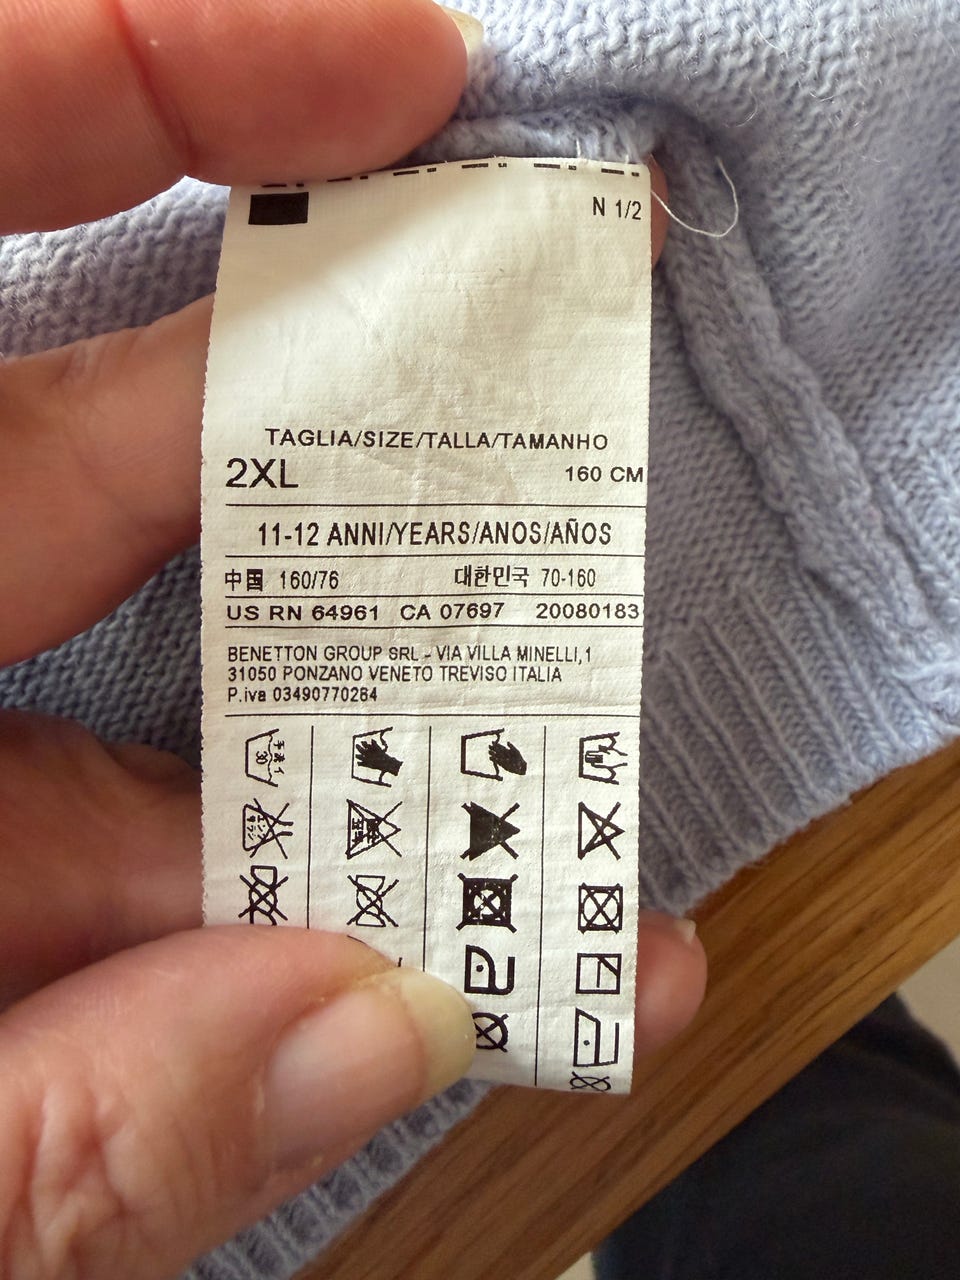 N 1/2
TAGLIA/SIZE/TALLA/TAMANHO
2XL 160 CM
11-12 ANNI/YEARS/ANOS/AÑOS
中国 160/76 대한민국 70-160
US RN 64961 CA 07697 20080183
BENETTON GROUP SRL - VIA VILLA MINELLI,1
31050 PONZANO VENETO TREVISO ITALIA
P.iva 03490770264
30